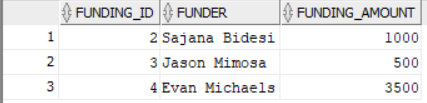 FUNDING_ID FUNDER FUNDING_AMOUNT
1 2 Sajana Bidesi 1000
2 3 Jason Mimosa 500
3 4 Evan Michaels 3500